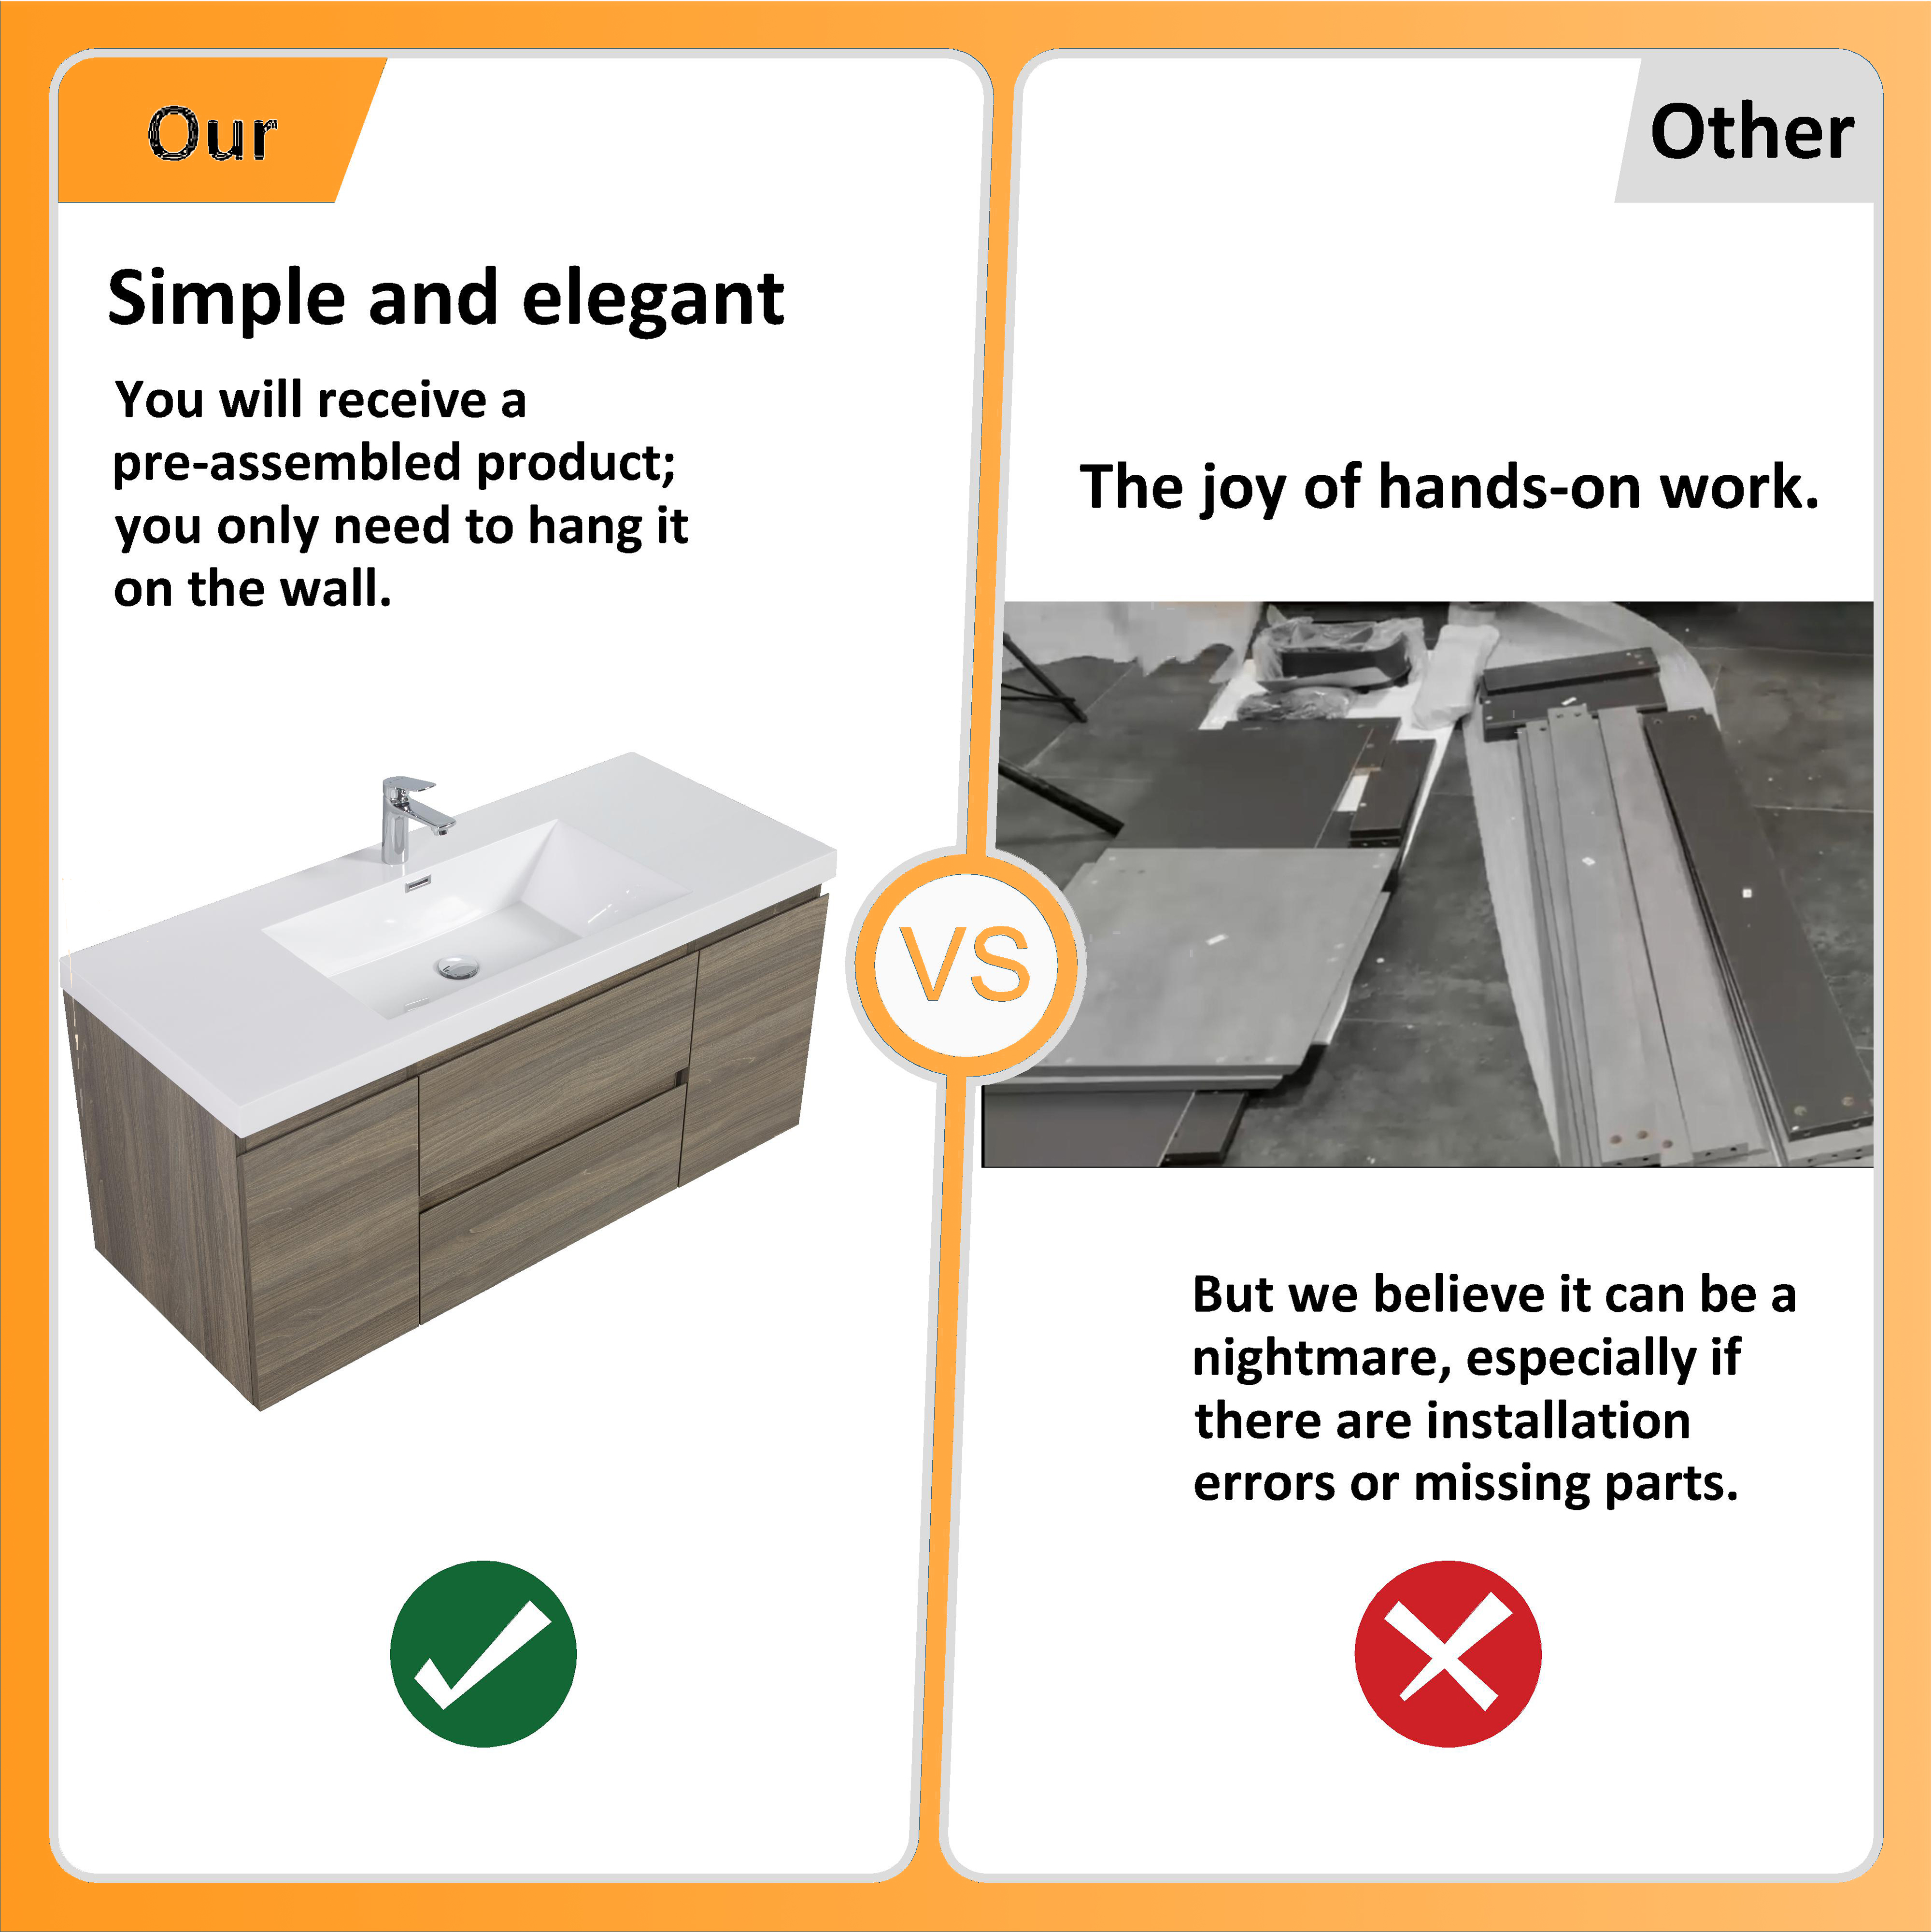 Our
Simple and elegant
You will receive a
pre-assembled product;
you only need to hang it
on the wall.
VS
Other
The joy of hands-on work.
But we believe it can be a
nightmare, especially if
there are installation
errors or missing parts.